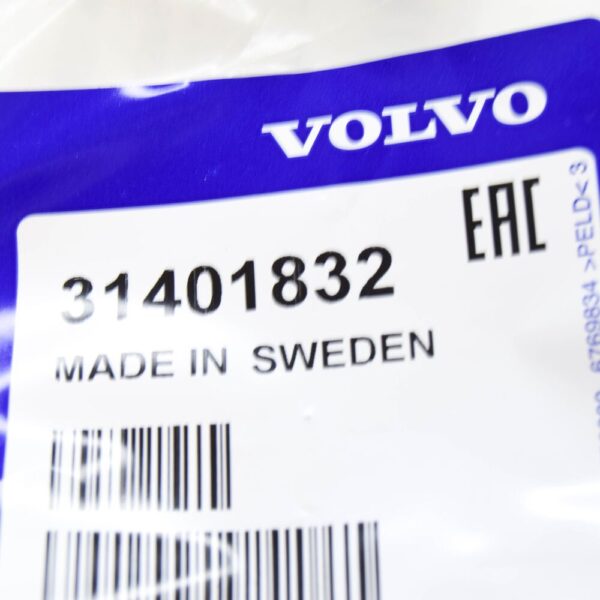 VOLVO
EAC
31401832
MADE IN SWEDEN
6769834 >PELD< 3